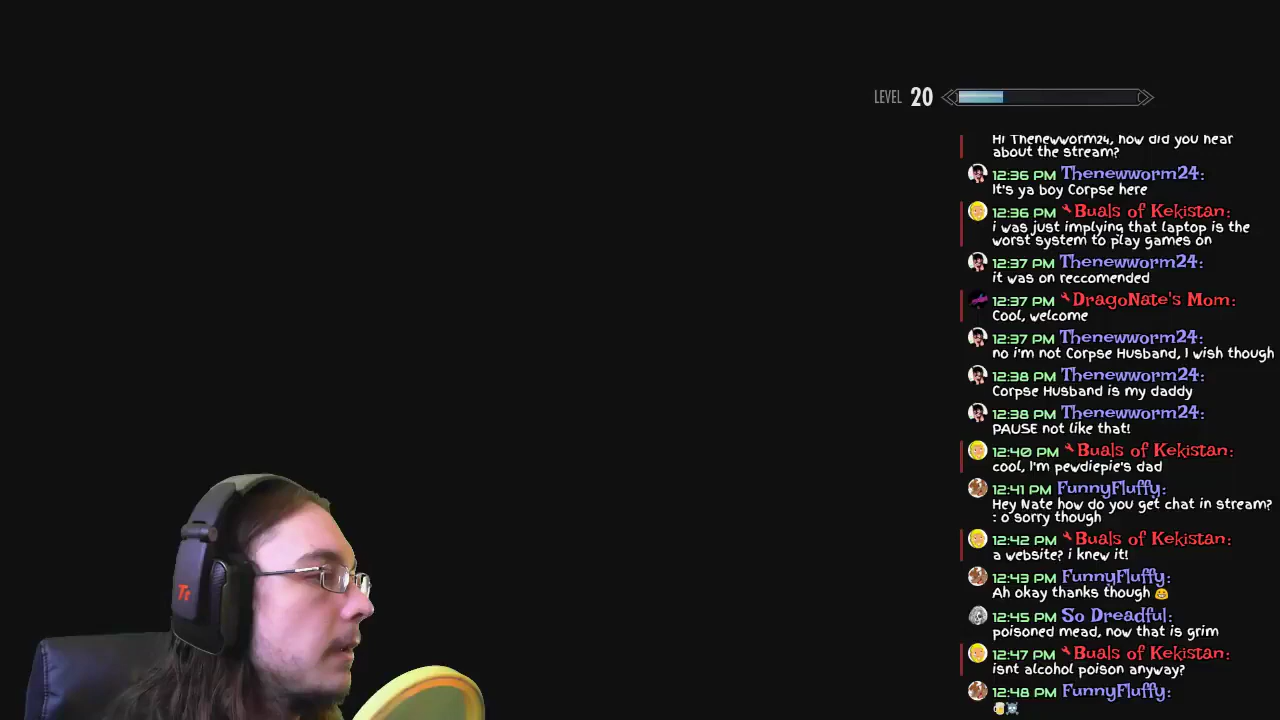 LEVEL 20
Hi Thenewworm24, how did you hear
about the stream?
12:36 PM Thenewworm24:
It's ya boy Corpse here
12:36 PM Buals of Kekistan:
i was just implying that laptop is the
worst system to play games on
12:37 PM Thenewworm24:
it was on reccomended
12:37 PM DragoNate's Mom:
Cool, welcome
12:37 PM Thenewworm24:
no i'm not Corpse Husband, I wish though
12:38 PM Thenewworm24:
Corpse Husband is my daddy
12:38 PM Thenewworm24:
PAUSE not like that!
12:40 PM Buals of Kekistan:
cool, I'm pewdiepie's dad
12:41 PM FunnyFluffy:
Hey Nate how do you get chat in stream?
: o sorry though
12:42 PM Buals of Kekistan:
a website? i knew it!
12:43 PM FunnyFluffy:
Ah okay thanks though 🤗
12:45 PM So Dreadful:
poisoned mead, now that is grim
12:47 PM Buals of Kekistan:
isnt alcohol poison anyway?
12:48 PM FunnyFluffy:
🍺☠️
Tt